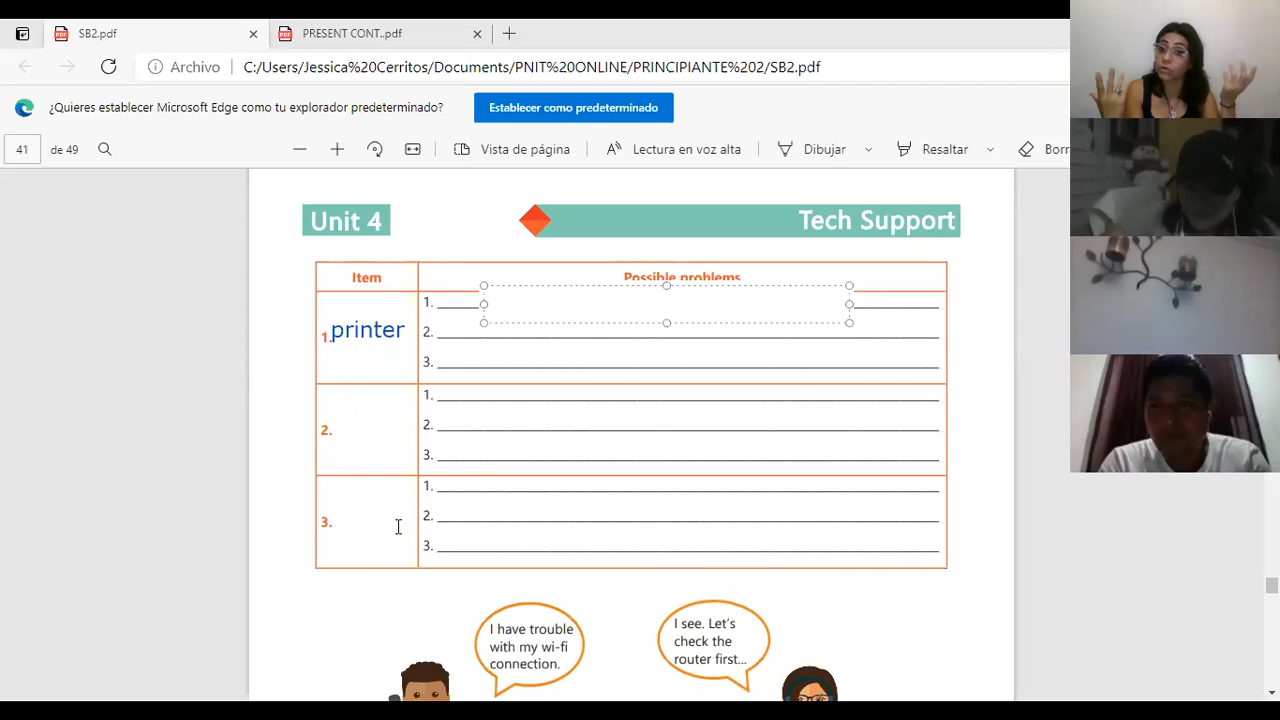 SB2.pdf
PRESENT CONT..pdf
Archivo
C:/Users/Jessica%20Cerritos/Documents/PNIT%20ONLINE/PRINCIPIANTE%202/SB2.pdf
¿Quieres establecer Microsoft Edge como tu explorador predeterminado?
Establecer como predeterminado
41 de 49
Vista de página
Lectura en voz alta
Dibujar
Resaltar
Unit 4
Tech Support
Item
Possible problems
1. printer
1.
2.
3.
2.
1.
2.
3.
3.
1.
2.
3.
I have trouble
with my wi-fi
connection.
I see. Let's
check the
router first...